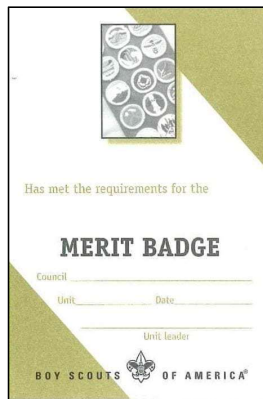 Has met the requirements for the
MERIT BADGE
Council
Unit Date
Unit leader
BOY SCOUTS OF AMERICA®